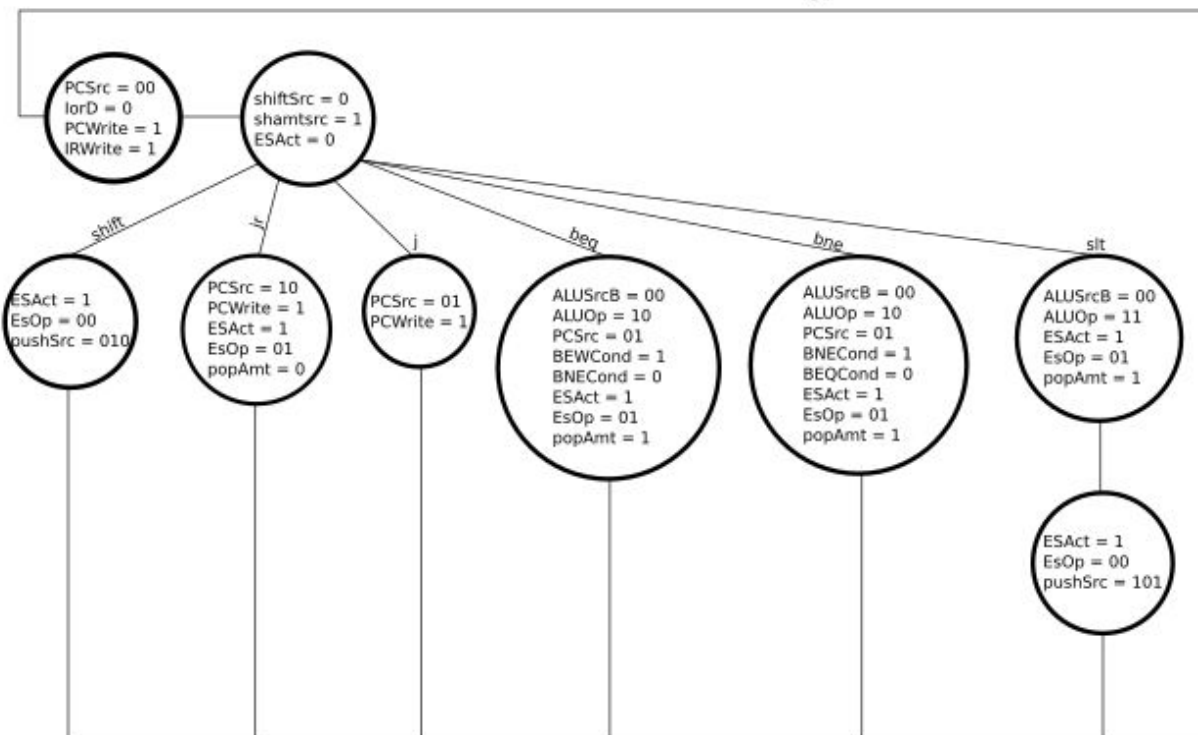 PCSrc = 00
IorD = 0
PCWrite = 1
IRWrite = 1
shiftSrc = 0
shamtsrc = 1
ESAct = 0
shift
jr
j
beq
bne
slt
ESAct = 1
EsOp = 00
pushSrc = 010
PCSrc = 10
PCWrite = 1
ESAct = 1
EsOp = 01
popAmt = 0
PCSrc = 01
PCWrite = 1
ALUSrcB = 00
ALUOp = 10
PCSrc = 01
BEWCond = 1
BNECond = 0
ESAct = 1
EsOp = 01
popAmt = 1
ALUSrcB = 00
ALUOp = 10
PCSrc = 01
BNECond = 1
BEQCond = 0
ESAct = 1
EsOp = 01
popAmt = 1
ALUSrcB = 00
ALUOp = 11
ESAct = 1
EsOp = 01
popAmt = 1
ESAct = 1
EsOp = 00
pushSrc = 101